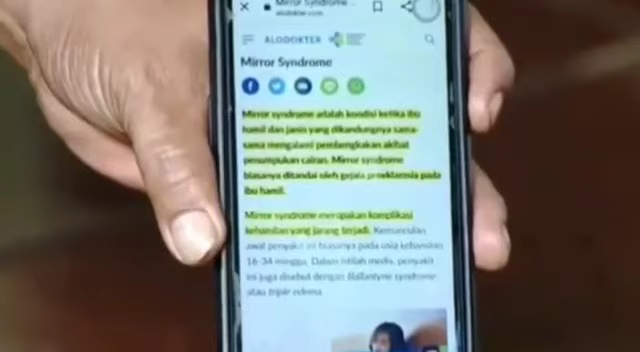 Mirror Syndrome ...
alodokter.com
ALODOKTER
Mirror Syndrome
Mirror syndrome adalah kondisi ketika ibu
hamil dan janin yang dikandungnya sama-
sama mengalami pembengkakan akibat
penumpukan cairan. Mirror syndrome
biasanya ditandai oleh gejala preeklamsia pada
ibu hamil.
Mirror syndrome merupakan komplikasi
kehamilan yang jarang terjadi. Kemunculan
awal penyakit ini biasanya pada usia kehamilan
16-34 minggu. Dalam istilah medis, penyakit
ini juga disebut dengan Ballantyne syndrome
atau triple edema.